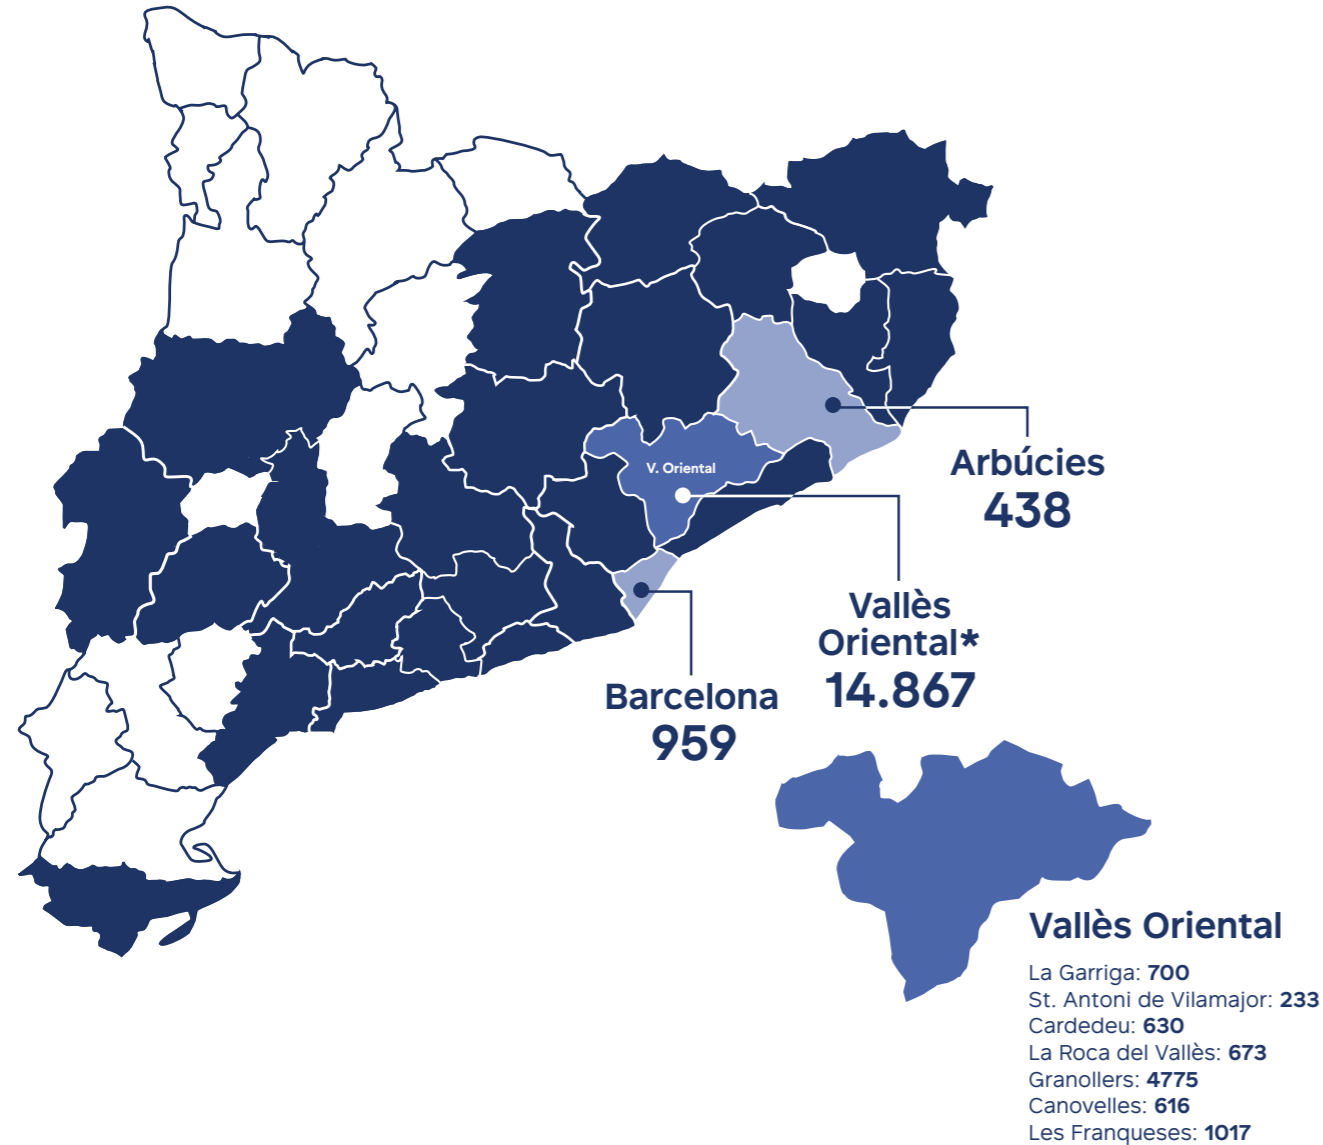 V. Oriental
Arbúcies
438
Vallès
Oriental*
14.867
Barcelona
959
Vallès Oriental
La Garriga: 700
St. Antoni de Vilamajor: 233
Cardedeu: 630
La Roca del Vallès: 673
Granollers: 4775
Canovelles: 616
Les Franqueses: 1017